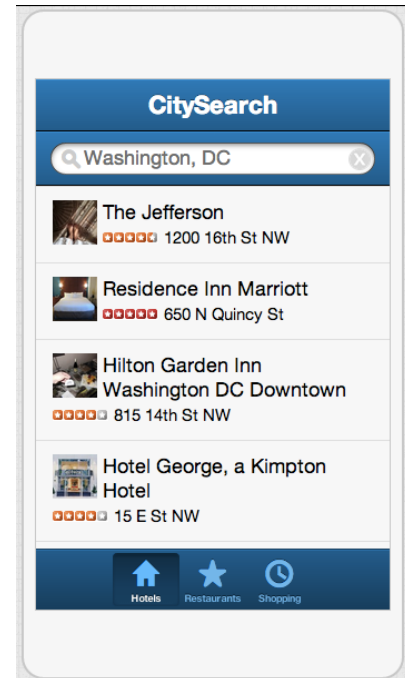 CitySearch
Washington, DC
The Jefferson
1200 16th St NW
Residence Inn Marriott
650 N Quincy St
Hilton Garden Inn
Washington DC Downtown
815 14th St NW
Hotel George, a Kimpton
Hotel
15 E St NW
Hotels Restaurants Shopping